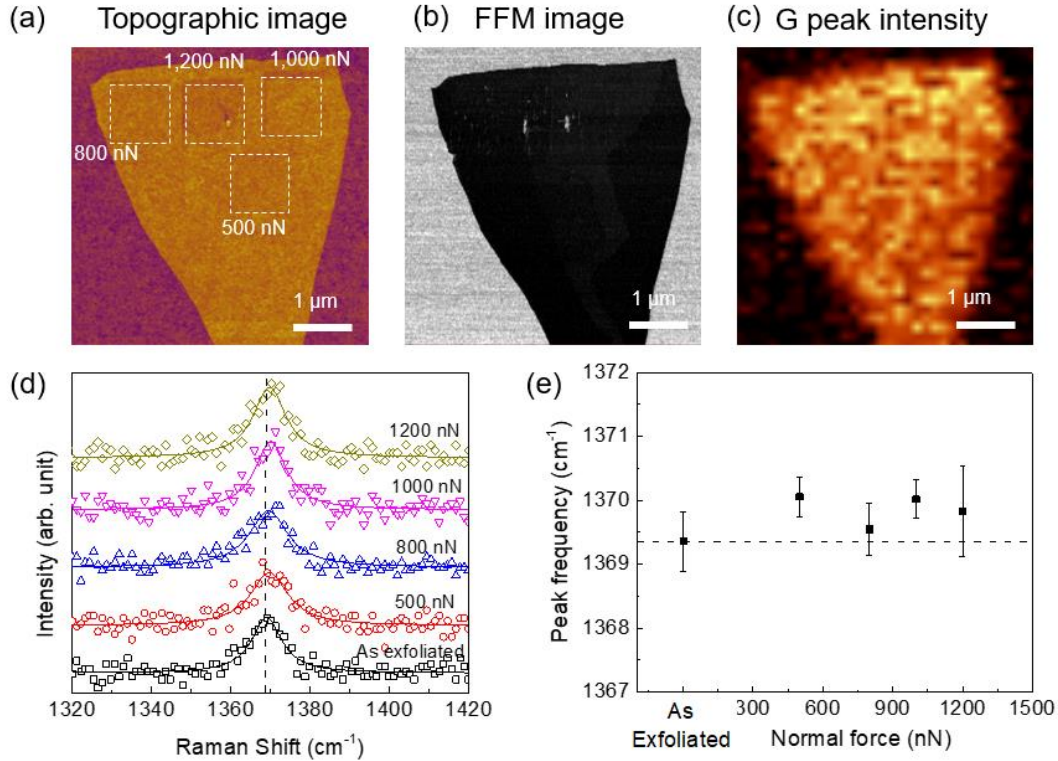 (a) Topographic image
1,200 nN
1,000 nN
800 nN
500 nN
1 μm
(b) FFM image
1 μm
(c) G peak intensity
1 μm
(d)
Intensity (arb. unit)
1200 nN
1000 nN
800 nN
500 nN
As exfoliated
1320 1340 1360 1380 1400 1420
Raman Shift (cm⁻¹)
(e)
Peak frequency (cm⁻¹)
1372
1371
1370
1369
1368
1367
As
Exfoliated
300 600 900 1200 1500
Normal force (nN)